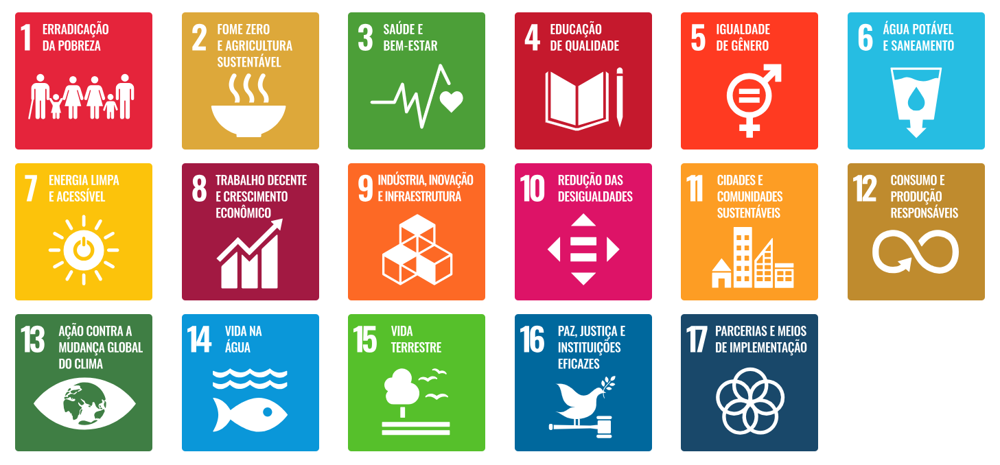 1 ERRADICAÇÃO
DA POBREZA
2 FOME ZERO
E AGRICULTURA
SUSTENTÁVEL
3 SAÚDE E
BEM-ESTAR
4 EDUCAÇÃO
DE QUALIDADE
5 IGUALDADE
DE GÊNERO
6 ÁGUA POTÁVEL
E SANEAMENTO
7 ENERGIA LIMPA
E ACESSÍVEL
8 TRABALHO DECENTE
E CRESCIMENTO
ECONÔMICO
9 INDÚSTRIA, INOVAÇÃO
E INFRAESTRUTURA
10 REDUÇÃO DAS
DESIGUALDADES
11 CIDADES E
COMUNIDADES
SUSTENTÁVEIS
12 CONSUMO E
PRODUÇÃO
RESPONSÁVEIS
13 AÇÃO CONTRA A
MUDANÇA GLOBAL
DO CLIMA
14 VIDA NA
ÁGUA
15 VIDA
TERRESTRE
16 PAZ, JUSTIÇA E
INSTITUIÇÕES
EFICAZES
17 PARCERIAS E MEIOS
DE IMPLEMENTAÇÃO